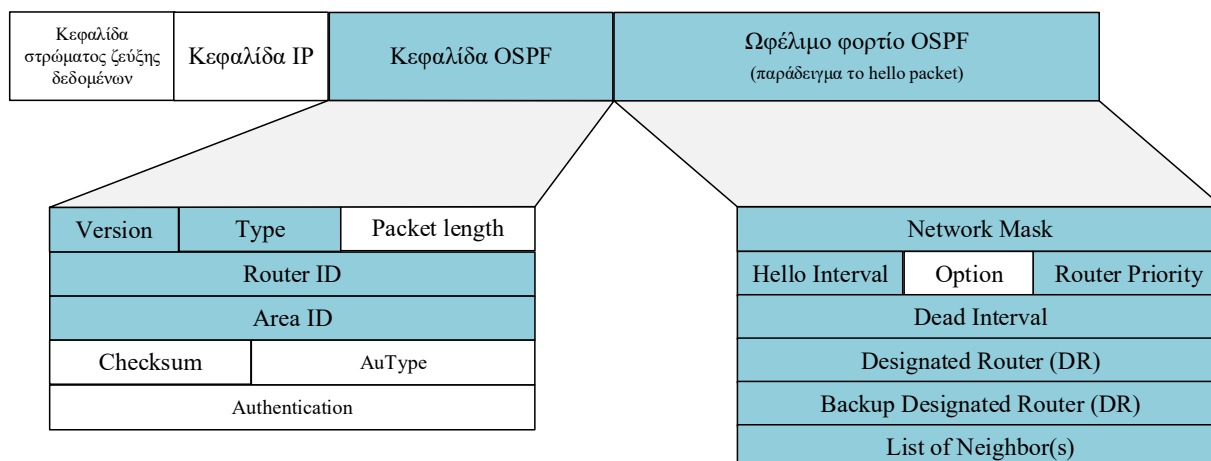 Κεφαλίδα
στρώματος ζεύξης
δεδομένων
Κεφαλίδα IP
Κεφαλίδα OSPF
Ωφέλιμο φορτίο OSPF
(παράδειγμα το hello packet)
Version
Type
Packet length
Router ID
Area ID
Checksum
AuType
Authentication
Network Mask
Hello Interval
Option
Router Priority
Dead Interval
Designated Router (DR)
Backup Designated Router (DR)
List of Neighbor(s)